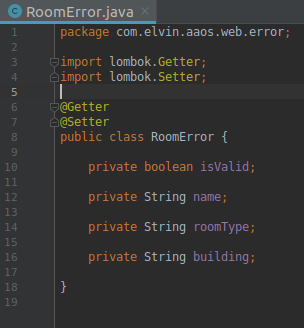 RoomError.java
1 package com.elvin.aaos.web.error;
2
3 import lombok.Getter;
4 import lombok.Setter;
5
6 @Getter
7 @Setter
8 public class RoomError {
9
10 private boolean isValid;
11
12 private String name;
13
14 private String roomType;
15
16 private String building;
17
18 }
19